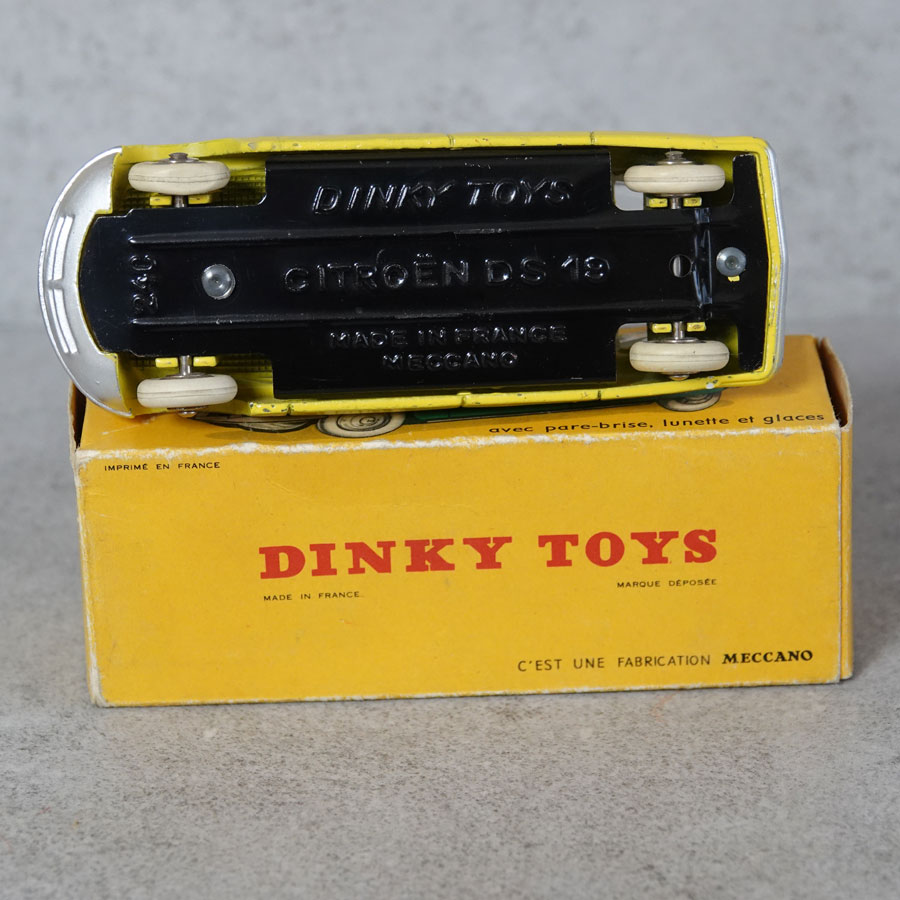 DINKY TOYS
24C
CITROËN DS 19
MADE IN FRANCE
MECCANO
avec pare-brise, lunette et glaces
IMPRIMÉ EN FRANCE
DINKY TOYS
MADE IN FRANCE.
MARQUE DÉPOSÉE
C'EST UNE FABRICATION MECCANO